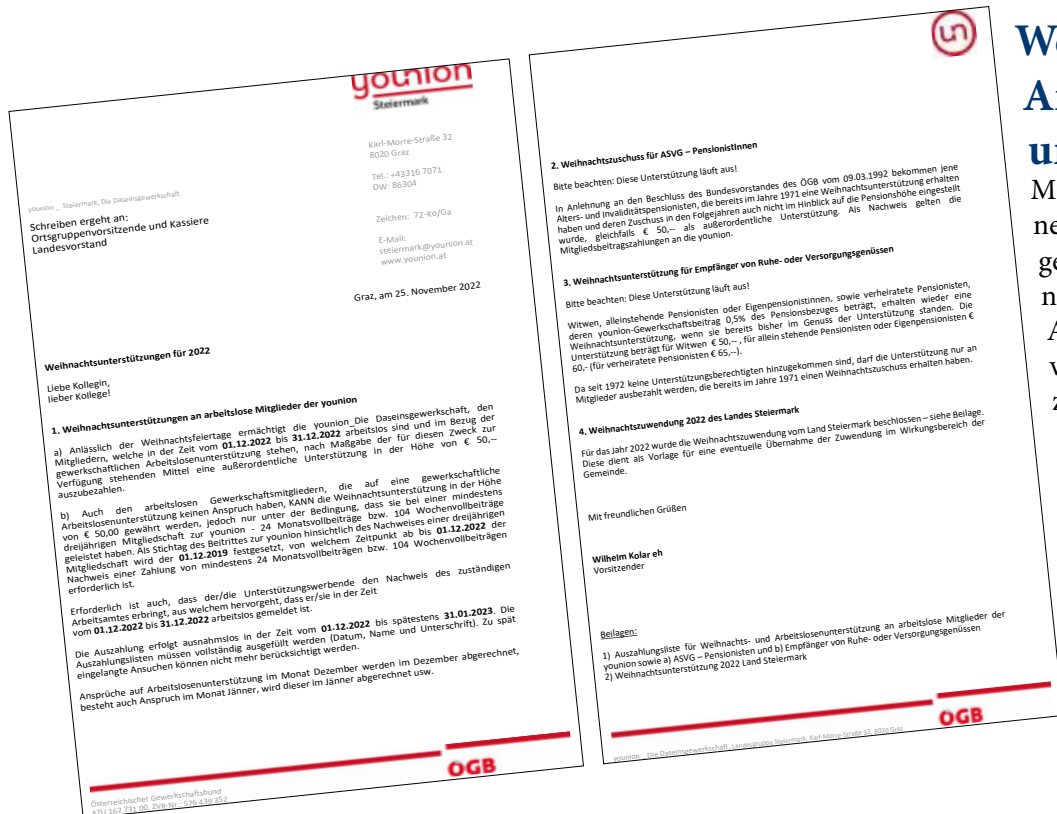 younion
Steiermark
Karl-Morre-Straße 32
8020 Graz
Tel.: +43316 7071
DW: 86304
younion _ Steiermark, Die Daseinsgewerkschaft
Schreiben ergeht an:
Ortsgruppenvorsitzende und Kassiere
Landesvorstand
Zeichen: 72-Ko/Ga
E-Mail:
steiermark@younion.at
www.younion.at
Graz, am 25. November 2022
Weihnachtsunterstützungen für 2022
Liebe Kollegin,
lieber Kollege!
1. Weihnachtsunterstützungen an arbeitslose Mitglieder der younion
a) Anlässlich der Weihnachtsfeiertage ermächtigt die younion_Die Daseinsgewerkschaft, den
Mitgliedern, welche in der Zeit vom 01.12.2022 bis 31.12.2022 arbeitslos sind und im Bezug der
gewerkschaftlichen Arbeitslosenunterstützung stehen, nach Maßgabe der für diesen Zweck zur
Verfügung stehenden Mittel eine außerordentliche Unterstützung in der Höhe von € 50,--
auszubezahlen.
b) Auch den arbeitslosen Gewerkschaftsmitgliedern, die auf eine gewerkschaftliche
Arbeitslosenunterstützung keinen Anspruch haben, KANN die Weihnachtsunterstützung in der Höhe
von € 50,00 gewährt werden, jedoch nur unter der Bedingung, dass sie bei einer mindestens
dreijährigen Mitgliedschaft zur younion - 24 Monatsvollbeiträge bzw. 104 Wochenvollbeiträge
geleistet haben. Als Stichtag des Beitrittes zur younion hinsichtlich des Nachweises einer dreijährigen
Mitgliedschaft wird der 01.12.2019 festgesetzt, von welchem Zeitpunkt ab bis 01.12.2022 der
Nachweis einer Zahlung von mindestens 24 Monatsvollbeiträgen bzw. 104 Wochenvollbeiträgen
erforderlich ist.
Erforderlich ist auch, dass der/die Unterstützungswerbende den Nachweis des zuständigen
Arbeitsamtes erbringt, aus welchem hervorgeht, dass er/sie in der Zeit
vom 01.12.2022 bis 31.12.2022 arbeitslos gemeldet ist.
Die Auszahlung erfolgt ausnahmslos in der Zeit vom 01.12.2022 bis spätestens 31.01.2023. Die
Auszahlungslisten müssen vollständig ausgefüllt werden (Datum, Name und Unterschrift). Zu spät
eingelangte Ansuchen können nicht mehr berücksichtigt werden.
Ansprüche auf Arbeitslosenunterstützung im Monat Dezember werden im Dezember abgerechnet,
besteht auch Anspruch im Monat Jänner, wird dieser im Jänner abgerechnet usw.
ÖGB
Österreichischer Gewerkschaftsbund
ATU 162 731 00, ZVR-Nr.: 576 439 352
un
2. Weihnachtszuschuss für ASVG – PensionistInnen
Bitte beachten: Diese Unterstützung läuft aus!
In Anlehnung an den Beschluss des Bundesvorstandes des ÖGB vom 09.03.1992 bekommen jene
Alters- und Invaliditätspensionisten, die bereits im Jahre 1971 eine Weihnachtsunterstützung erhalten
haben und deren Zuschuss in den Folgejahren auch nicht im Hinblick auf die Pensionshöhe eingestellt
wurde, gleichfalls € 50,-- als außerordentliche Unterstützung. Als Nachweis gelten die
Mitgliedsbeitragszahlungen an die younion.
3. Weihnachtsunterstützung für Empfänger von Ruhe- oder Versorgungsgenüssen
Bitte beachten: Diese Unterstützung läuft aus!
Witwen, alleinstehende Pensionisten oder Eigenpensionistinnen, sowie verheiratete Pensionisten,
deren younion-Gewerkschaftsbeitrag 0,5% des Pensionsbezuges beträgt, erhalten wieder eine
Weihnachtsunterstützung, wenn sie bereits bisher im Genuss der Unterstützung standen. Die
Unterstützung beträgt für Witwen € 50,-- , für allein stehende Pensionisten oder Eigenpensionisten €
60,- (für verheiratete Pensionisten € 65,--).
Da seit 1972 keine Unterstützungsberechtigten hinzugekommen sind, darf die Unterstützung nur an
Mitglieder ausbezahlt werden, die bereits im Jahre 1971 einen Weihnachtszuschuss erhalten haben.
4. Weihnachtszuwendung 2022 des Landes Steiermark
Für das Jahr 2022 wurde die Weihnachtszuwendung vom Land Steiermark beschlossen – siehe Beilage.
Diese dient als Vorlage für eine eventuelle Übernahme der Zuwendung im Wirkungsbereich der
Gemeinde.
Mit freundlichen Grüßen
Wilhelm Kolar eh
Vorsitzender
Beilagen:
1) Auszahlungsliste für Weihnachts- und Arbeitslosenunterstützung an arbeitslose Mitglieder der
younion sowie a) ASVG – Pensionisten und b) Empfänger von Ruhe- oder Versorgungsgenüssen
2) Weihnachtsunterstützung 2022 Land Steiermark
ÖGB
younion _ Die Daseinsgewerkschaft, Landesgruppe Steiermark, Karl-Morre-Straße 32, 8020 Graz